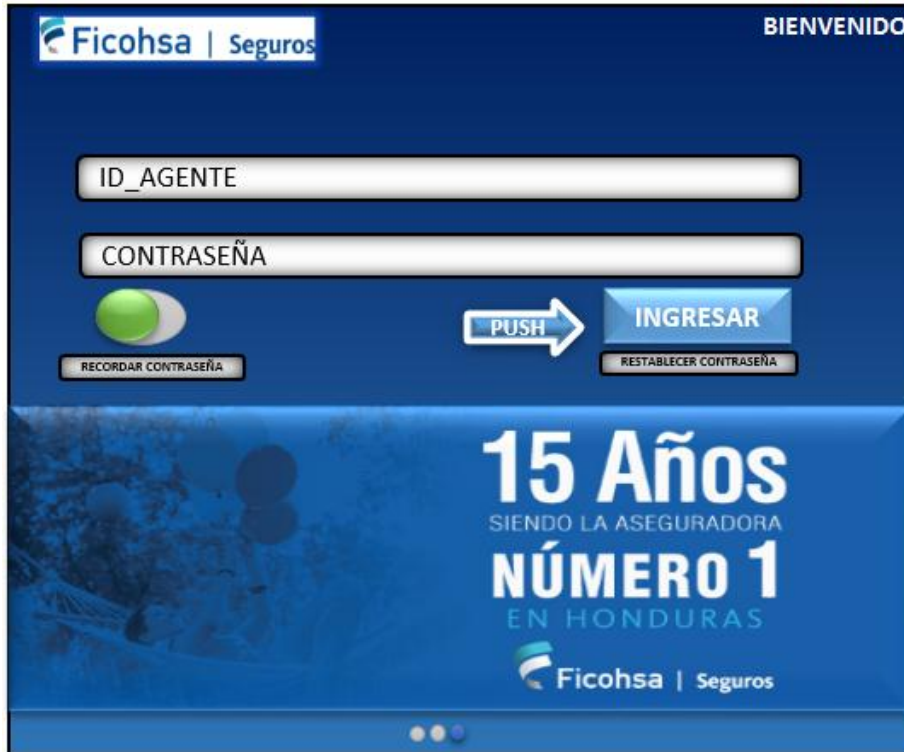 Ficohsa | Seguros
BIENVENIDO
ID_AGENTE
CONTRASEÑA
PUSH
INGRESAR
RECORDAR CONTRASEÑA
RESTABLECER CONTRASEÑA
15 Años
SIENDO LA ASEGURADORA
NÚMERO 1
EN HONDURAS
Ficohsa | Seguros